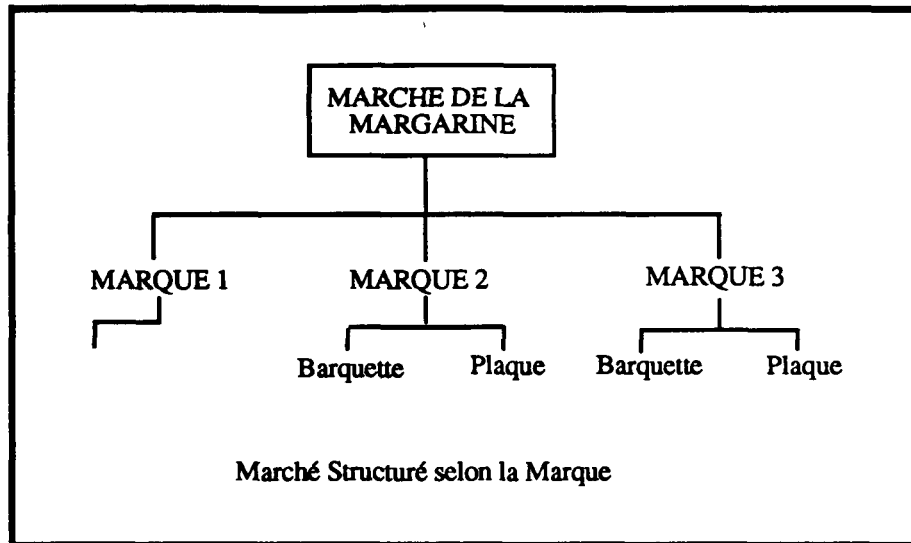 MARCHE DE LA
MARGARINE
MARQUE 1 MARQUE 2 MARQUE 3
Barquette Plaque Barquette Plaque
Marché Structuré selon la Marque